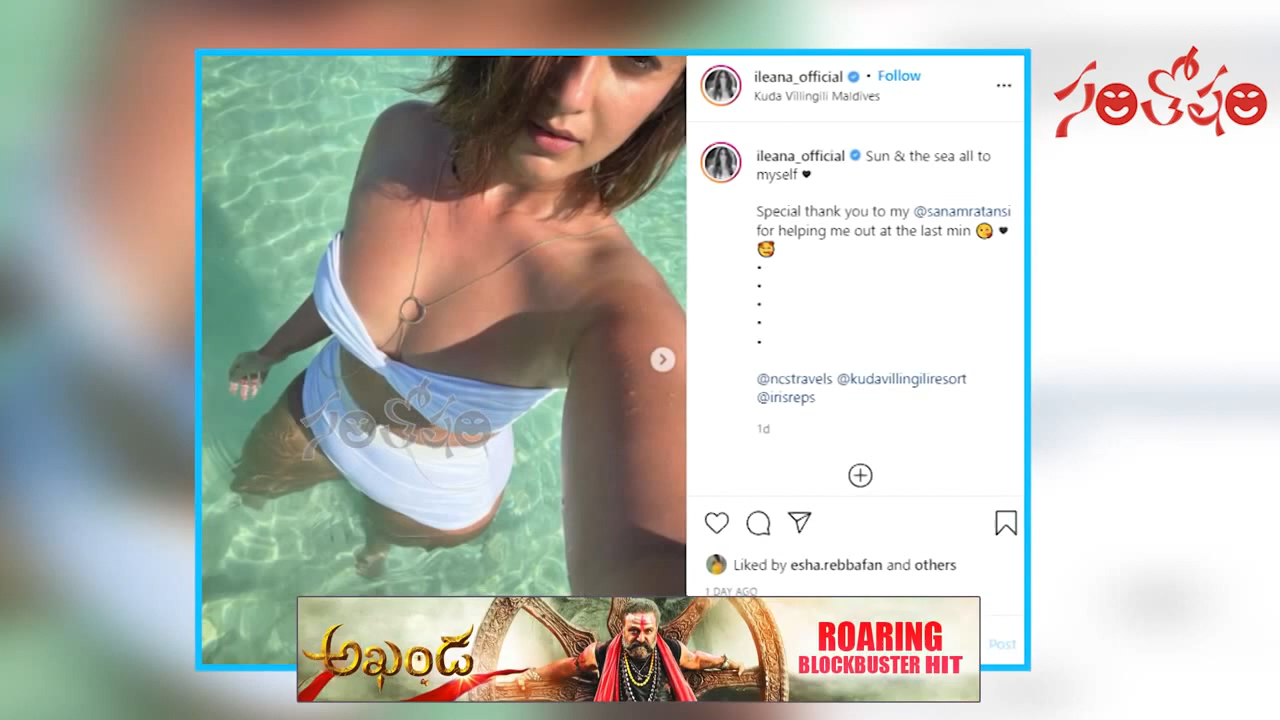 ileana_official • Follow
Kuda Villingili Maldives
సంతోషం
ileana_official Sun & the sea all to
myself ♥
Special thank you to my @sanamratansi
for helping me out at the last min 😘 ♥
🥰
•
•
•
•
•
@ncstravels @kudavillingiliresort
@irisreps
1d
సంతోషం
Liked by esha.rebbafan and others
1 DAY AGO
Post
అఖండ
ROARING
BLOCKBUSTER HIT